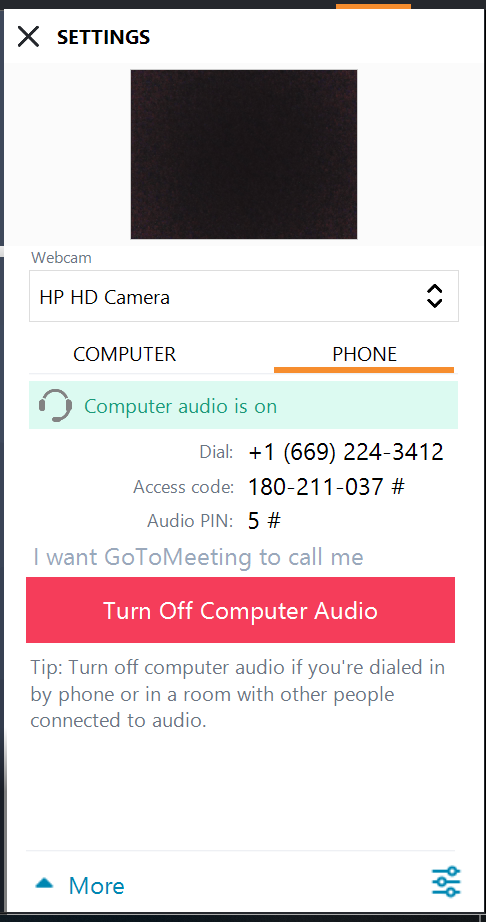 SETTINGS
Webcam
HP HD Camera
COMPUTER PHONE
Computer audio is on
Dial: +1 (669) 224-3412
Access code: 180-211-037 #
Audio PIN: 5 #
I want GoToMeeting to call me
Turn Off Computer Audio
Tip: Turn off computer audio if you're dialed in
by phone or in a room with other people
connected to audio.
More